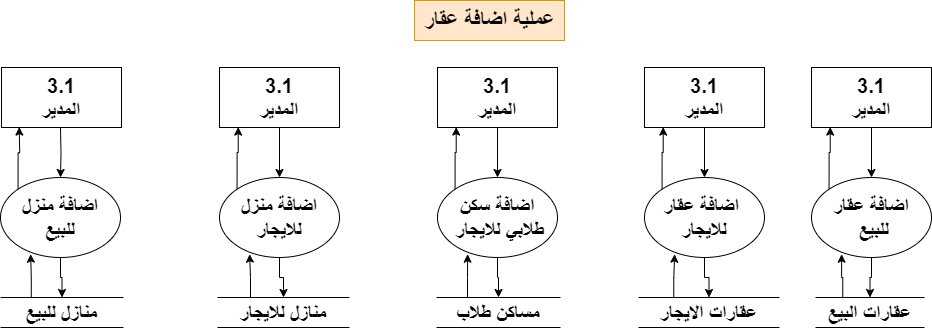 عملية اضافة عقار
3.1
المدير
اضافة عقار
للبيع
عقارات البيع
3.1
المدير
اضافة عقار
للايجار
عقارات الايجار
3.1
المدير
اضافة سكن
طلابي للايجار
مساكن طلاب
3.1
المدير
اضافة منزل
للايجار
منازل للايجار
3.1
المدير
اضافة منزل
للبيع
منازل للبيع